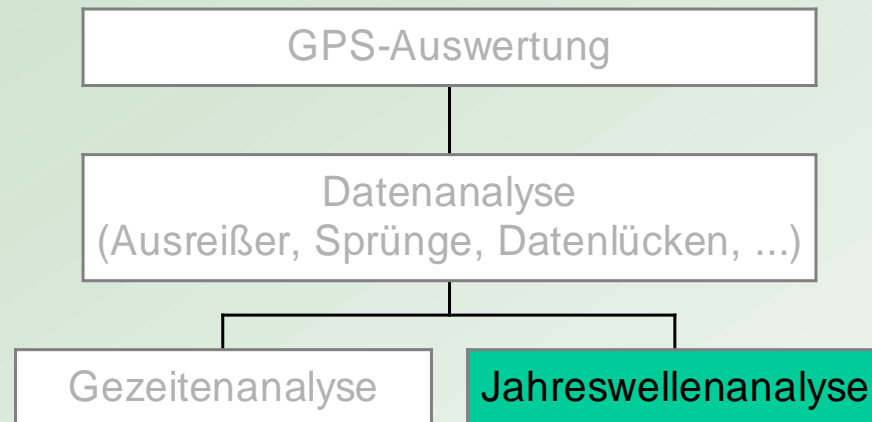 GPS-Auswertung
Datenanalyse
(Ausreißer, Sprünge, Datenlücken, ...)
Gezeitenanalyse
Jahreswellenanalyse